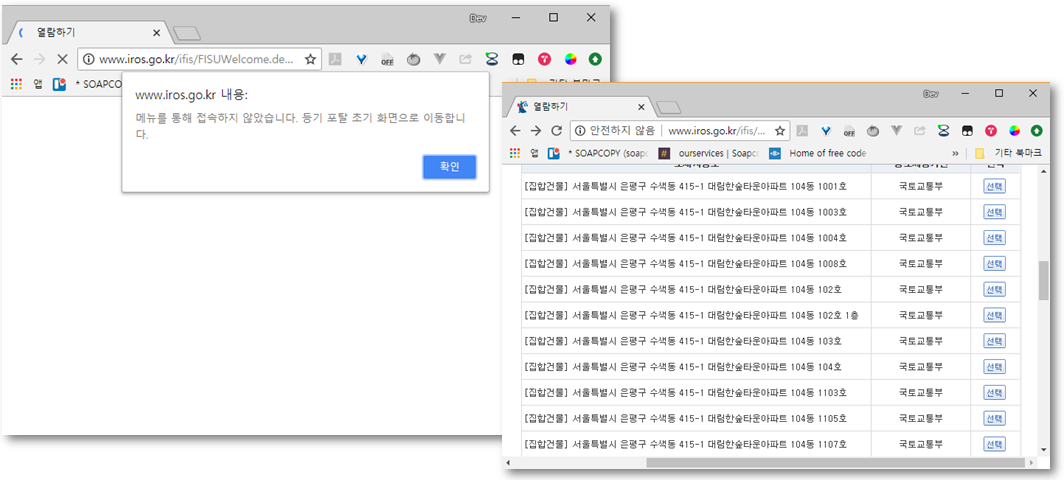 Dev
열람하기
www.iros.go.kr/ifis/FISUWelcome.de...
OFF
앱
* SOAPCO
기타 북마크
www.iros.go.kr 내용:
메뉴를 통해 접속하지 않았습니다. 등기 포탈 초기 화면으로 이동합니
다.
확인
Dev
열람하기
안전하지 않음 | www.iros.go.kr/ifis/...
OFF
앱 * SOAPCOPY (soapc ourservices | Soapc Home of free code » 기타 북마크
[집합건물] 서울특별시 은평구 수색동 415-1 대림한숲타운아파트 104동 1001호 국토교통부 선택
[집합건물] 서울특별시 은평구 수색동 415-1 대림한숲타운아파트 104동 1003호 국토교통부 선택
[집합건물] 서울특별시 은평구 수색동 415-1 대림한숲타운아파트 104동 1004호 국토교통부 선택
[집합건물] 서울특별시 은평구 수색동 415-1 대림한숲타운아파트 104동 1008호 국토교통부 선택
[집합건물] 서울특별시 은평구 수색동 415-1 대림한숲타운아파트 104동 102호 국토교통부 선택
[집합건물] 서울특별시 은평구 수색동 415-1 대림한숲타운아파트 104동 102호 1층 국토교통부 선택
[집합건물] 서울특별시 은평구 수색동 415-1 대림한숲타운아파트 104동 103호 국토교통부 선택
[집합건물] 서울특별시 은평구 수색동 415-1 대림한숲타운아파트 104동 104호 국토교통부 선택
[집합건물] 서울특별시 은평구 수색동 415-1 대림한숲타운아파트 104동 1103호 국토교통부 선택
[집합건물] 서울특별시 은평구 수색동 415-1 대림한숲타운아파트 104동 1105호 국토교통부 선택
[집합건물] 서울특별시 은평구 수색동 415-1 대림한숲타운아파트 104동 1107호 국토교통부 선택